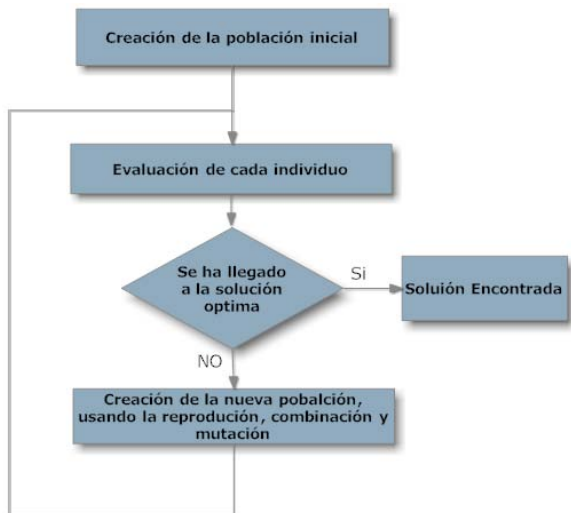 Creación de la población inicial
Evaluación de cada individuo
Se ha llegado
a la solución
optima
Si
Soluión Encontrada
NO
Creación de la nueva pobalción,
usando la reprodución, combinación y
mutación